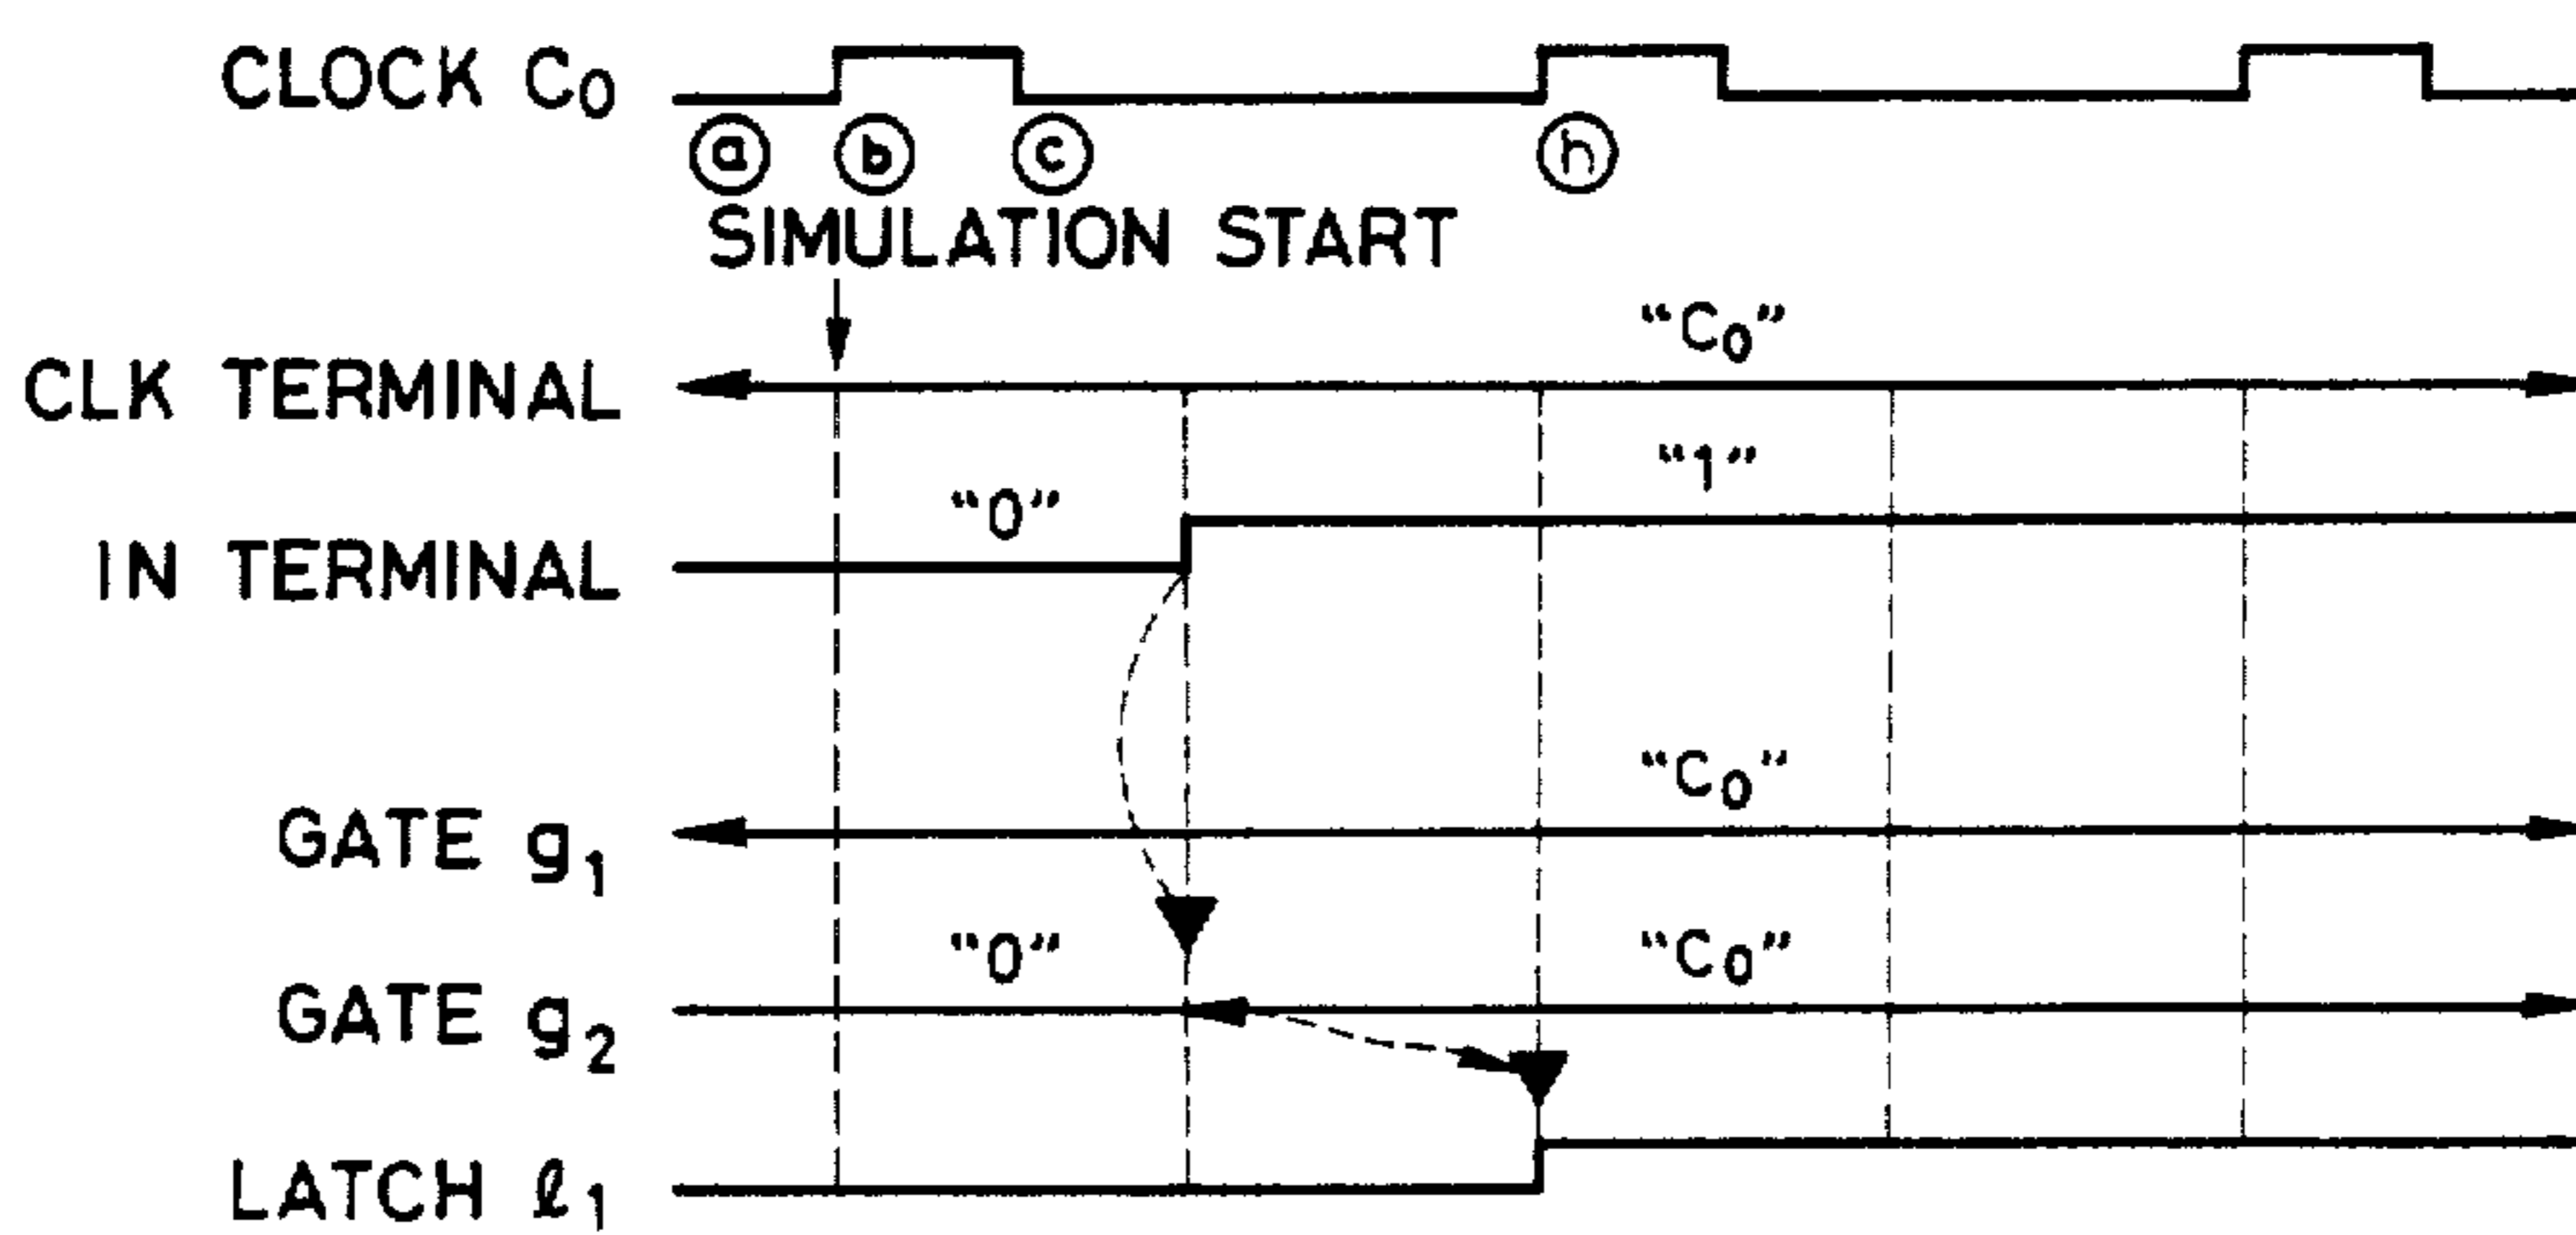 CLOCK C0
a b c h
SIMULATION START
"C0"
CLK TERMINAL
"1"
"0"
IN TERMINAL
"C0"
GATE g1
"0" "C0"
GATE g2
LATCH ℓ1